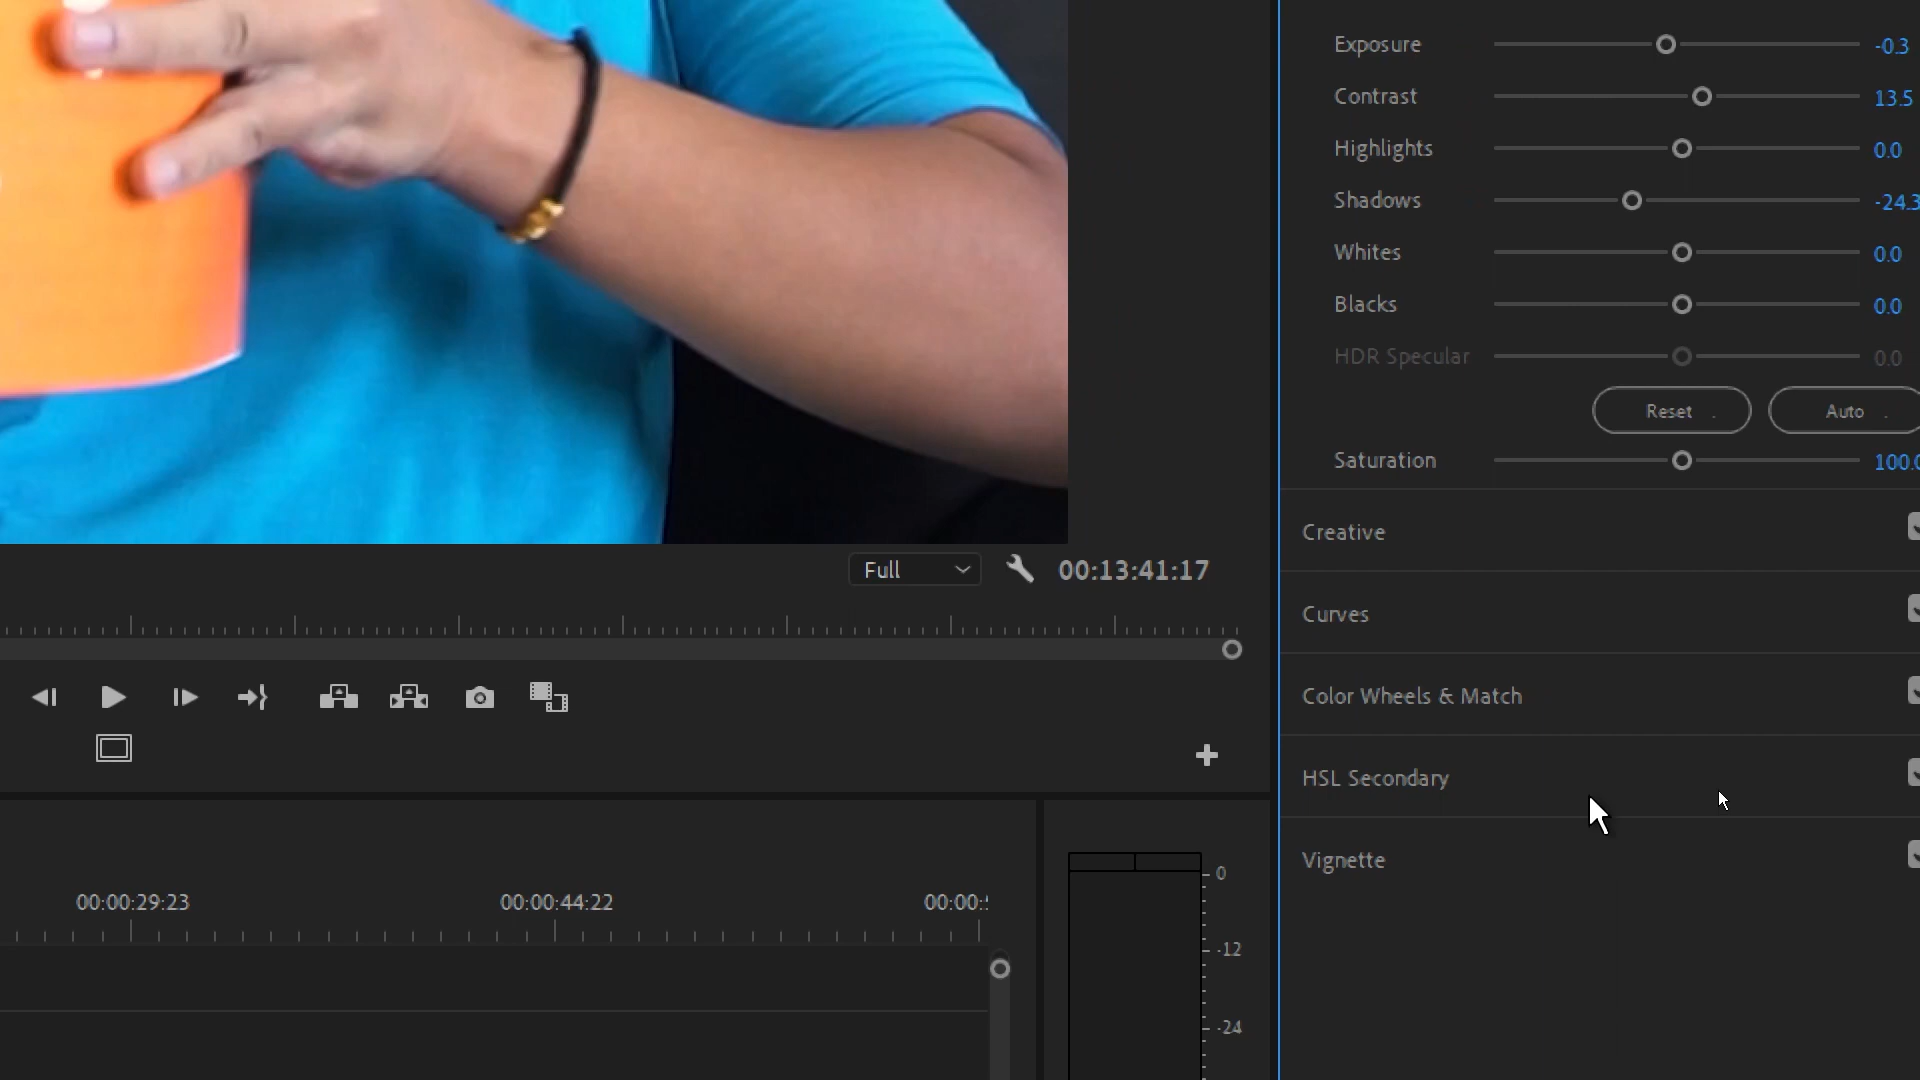 Exposure -0.3
Contrast 13.5
Highlights 0.0
Shadows -24.3
Whites 0.0
Blacks 0.0
HDR Specular 0.0
Reset Auto
Saturation 100.0
Creative
Curves
Color Wheels & Match
HSL Secondary
Vignette
Full 00:13:41:17
00:00:29:23 00:00:44:22 00:00:
0
-12
-24